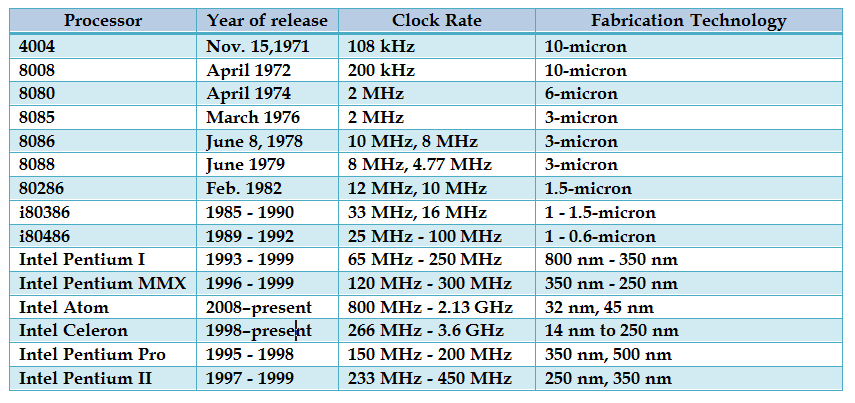 Processor Year of release Clock Rate Fabrication Technology
4004 Nov. 15,1971 108 kHz 10-micron
8008 April 1972 200 kHz 10-micron
8080 April 1974 2 MHz 6-micron
8085 March 1976 2 MHz 3-micron
8086 June 8, 1978 10 MHz, 8 MHz 3-micron
8088 June 1979 8 MHz, 4.77 MHz 3-micron
80286 Feb. 1982 12 MHz, 10 MHz 1.5-micron
i80386 1985 - 1990 33 MHz, 16 MHz 1 - 1.5-micron
i80486 1989 - 1992 25 MHz - 100 MHz 1 - 0.6-micron
Intel Pentium I 1993 - 1999 65 MHz - 250 MHz 800 nm - 350 nm
Intel Pentium MMX 1996 - 1999 120 MHz - 300 MHz 350 nm - 250 nm
Intel Atom 2008–present 800 MHz - 2.13 GHz 32 nm, 45 nm
Intel Celeron 1998–present 266 MHz - 3.6 GHz 14 nm to 250 nm
Intel Pentium Pro 1995 - 1998 150 MHz - 200 MHz 350 nm, 500 nm
Intel Pentium II 1997 - 1999 233 MHz - 450 MHz 250 nm, 350 nm